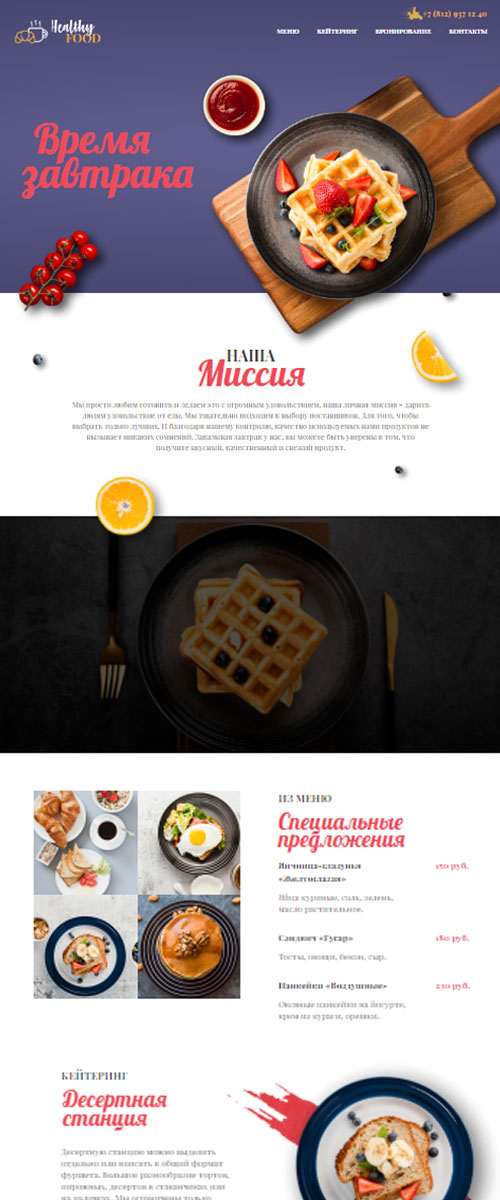 +7 (812) 937 12 40
Healthy
FOOD
МЕНЮ КЕЙТЕРИНГ БРОНИРОВАНИЕ КОНТАКТЫ
Время
завтрака
НАША
Миссия
Мы просто любим готовить и делаем это с огромным удовольствием, наша личная миссия - дарить
людям удовольствие от еды. Мы тщательно подходим к выбору поставщиков. Для того, чтобы
выбрать только лучших. И благодаря нашему контролю, качество используемых нами продуктов не
вызывает никаких сомнений. Заказывая завтрак у нас, вы можете быть уверены в том, что
получите вкусный, качественный и свежий продукт.
ИЗ МЕНЮ
Специальные
предложения
Яичница-глазунья 150 руб.
«Желтоглазая»
Яйца куриные, соль, зелень,
масло растительное.
Сэндвич «Гусар» 180 руб.
Тосты, овощи, бекон, сыр.
Панкейки «Воздушные» 230 руб.
Овсяные панкейки на йогурте,
крем из кураги, орешки.
КЕЙТЕРИНГ
Десертная
станция
Десертную станцию можно выделить
отдельно или вписать в общий формат
фуршета. Большое разнообразие тортов,
пирожных, десертов в стаканчиках или
на палочках. Мы ограничены только